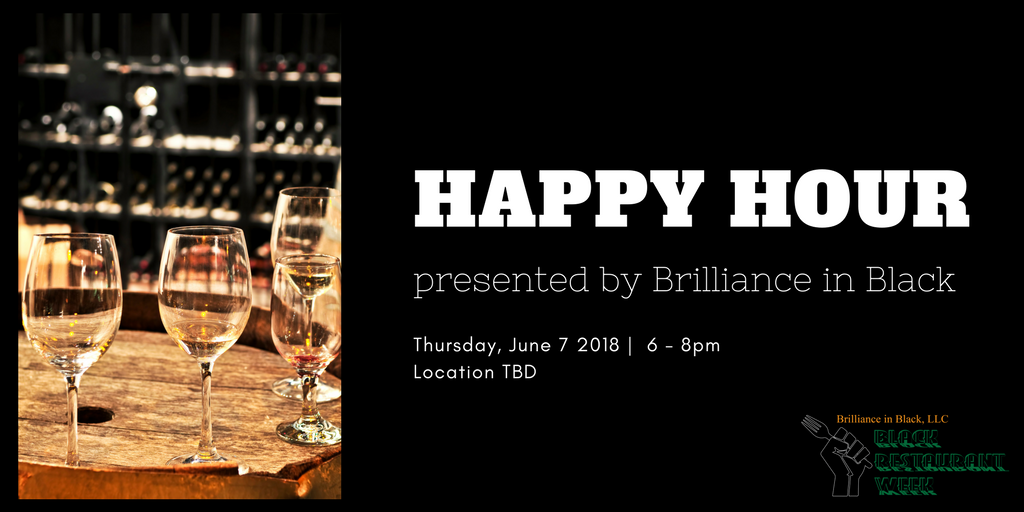 HAPPY HOUR
presented by Brilliance in Black
Thursday, June 7 2018 | 6 - 8pm
Location TBD
Brilliance in Black, LLC
BLACK
RESTAURANT
WEEK